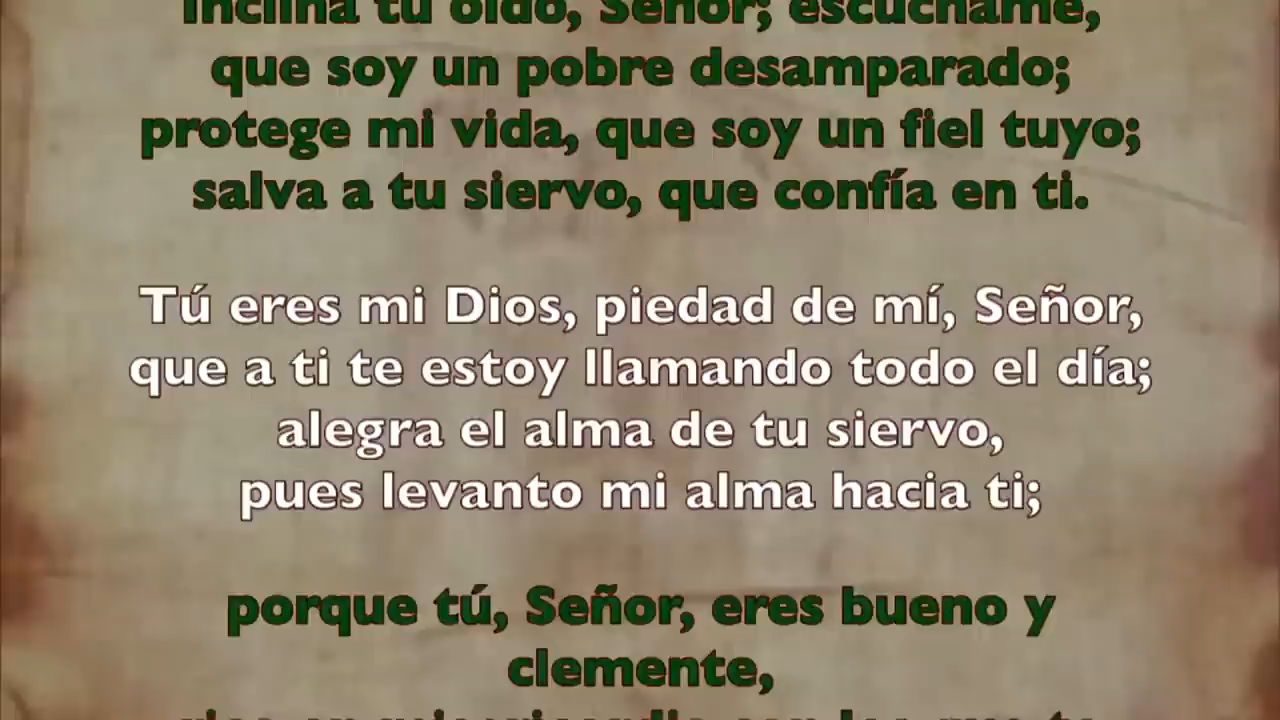 Inclina tu oído, Señor; escúchame,
que soy un pobre desamparado;
protege mi vida, que soy un fiel tuyo;
salva a tu siervo, que confía en ti.
Tú eres mi Dios, piedad de mí, Señor,
que a ti te estoy llamando todo el día;
alegra el alma de tu siervo,
pues levanto mi alma hacia ti;
porque tú, Señor, eres bueno y
clemente,